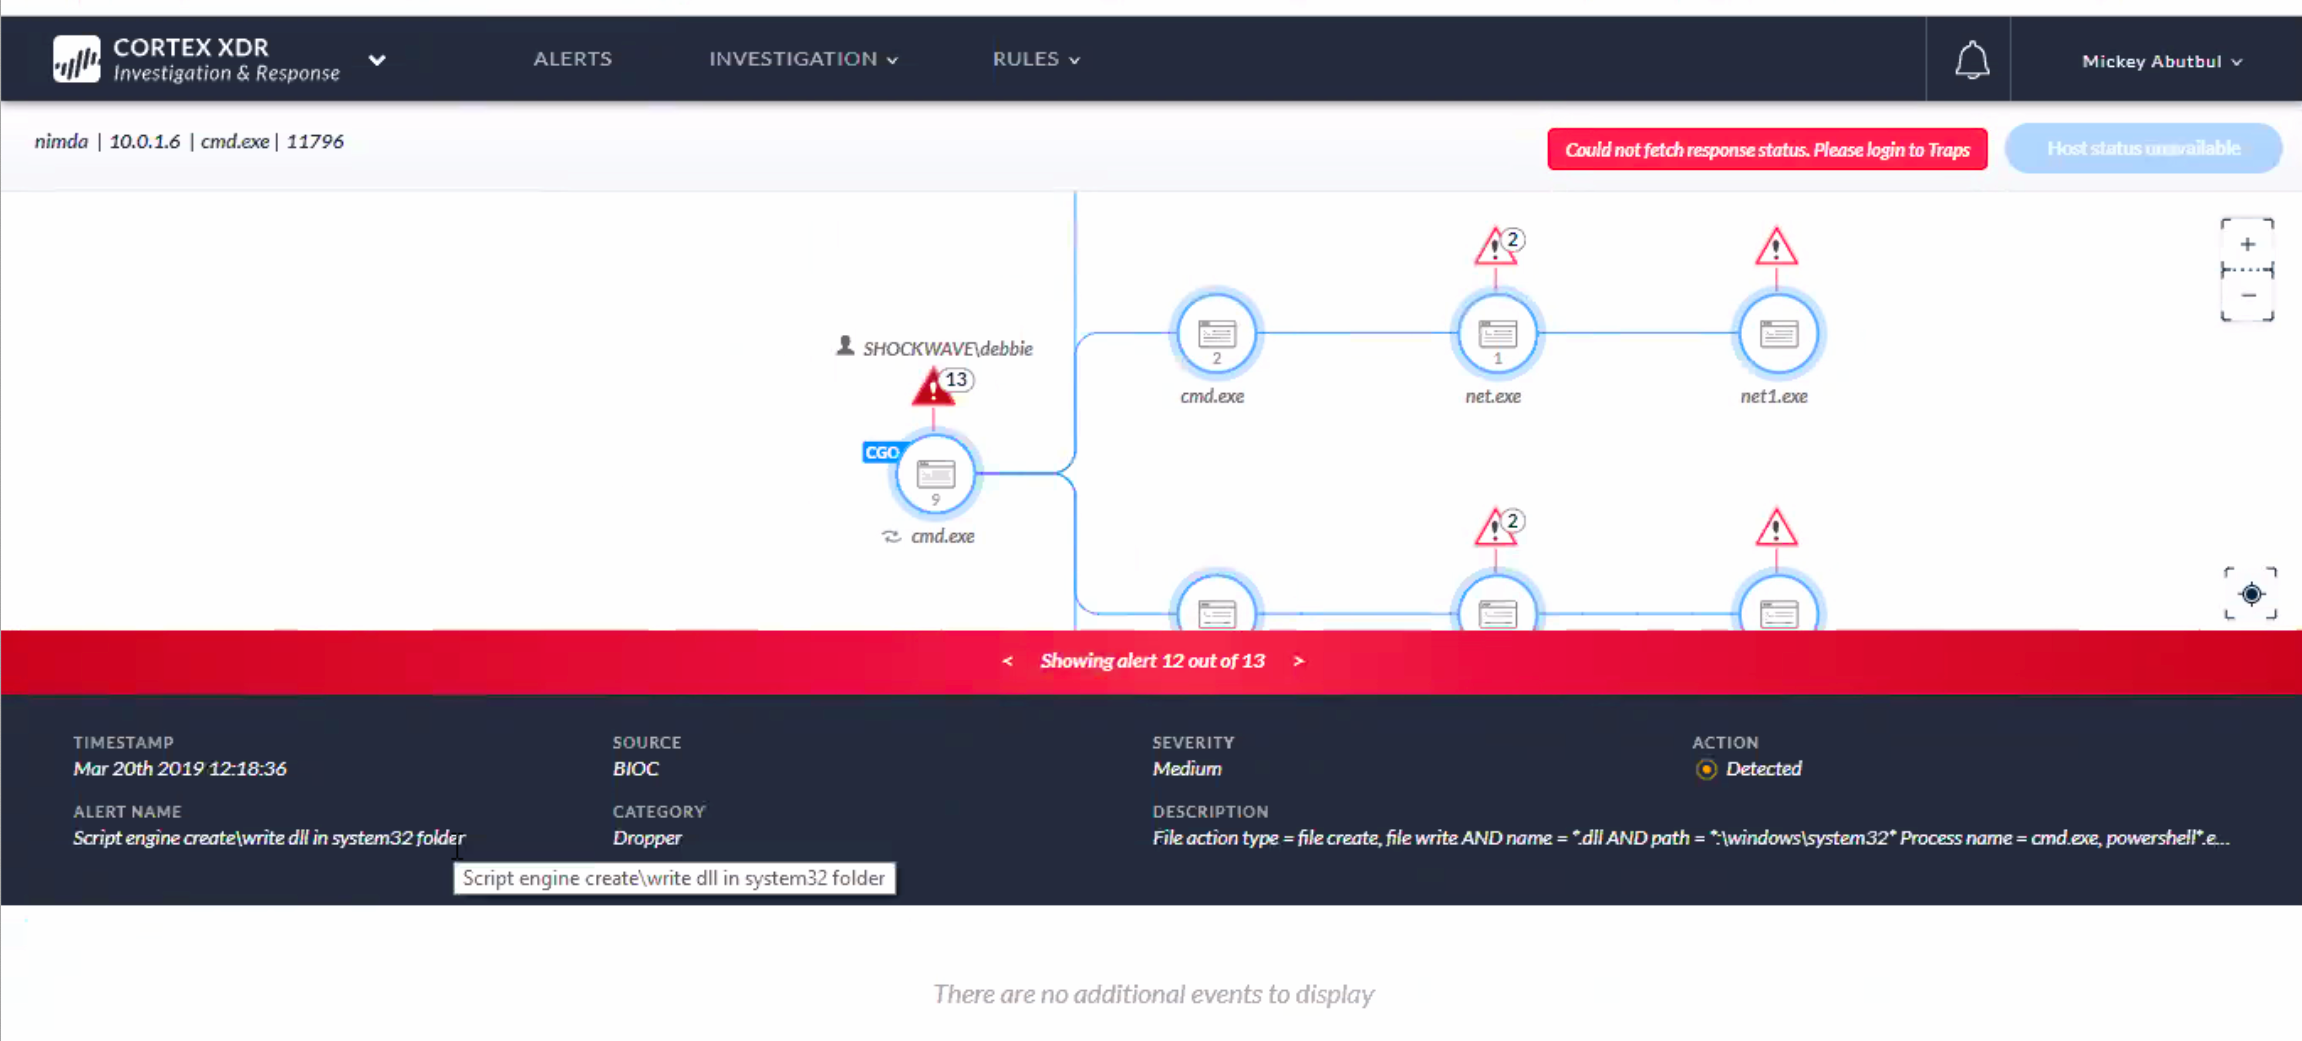 CORTEX XDR
Investigation & Response
ALERTS
INVESTIGATION
RULES
Mickey Abutbul
nimda | 10.0.1.6 | cmd.exe | 11796
Could not fetch response status. Please login to Traps
Host status unavailable
2
SHOCKWAVE\debbie
13
CGO
9
cmd.exe
2
cmd.exe
1
net.exe
net1.exe
2
< Showing alert 12 out of 13 >
TIMESTAMP
Mar 20th 2019 12:18:36
SOURCE
BIOC
SEVERITY
Medium
ACTION
Detected
ALERT NAME
Script engine create\write dll in system32 folder
CATEGORY
Dropper
DESCRIPTION
File action type = file create, file write AND name = *.dll AND path = *:\windows\system32* Process name = cmd.exe, powershell*.e...
Script engine create\write dll in system32 folder
There are no additional events to display